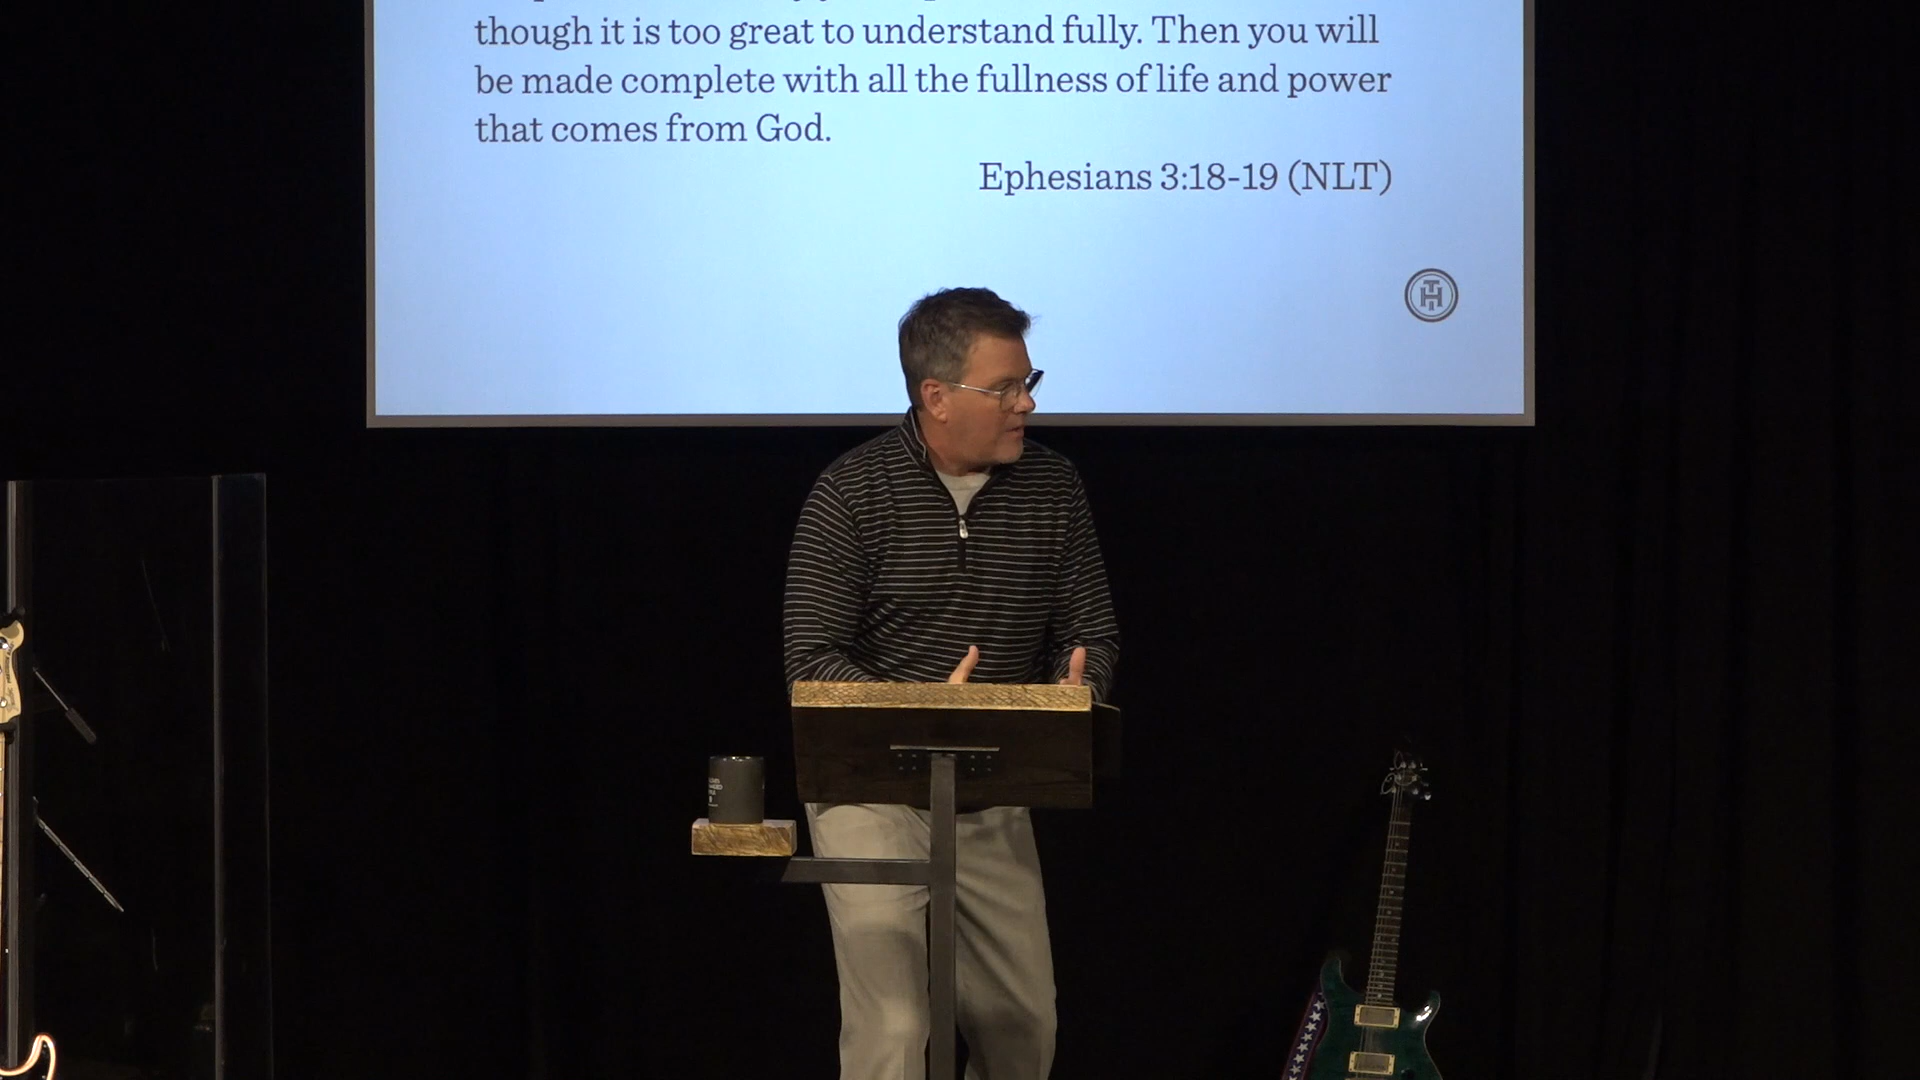 though it is too great to understand fully. Then you will
be made complete with all the fullness of life and power
that comes from God.
Ephesians 3:18-19 (NLT)